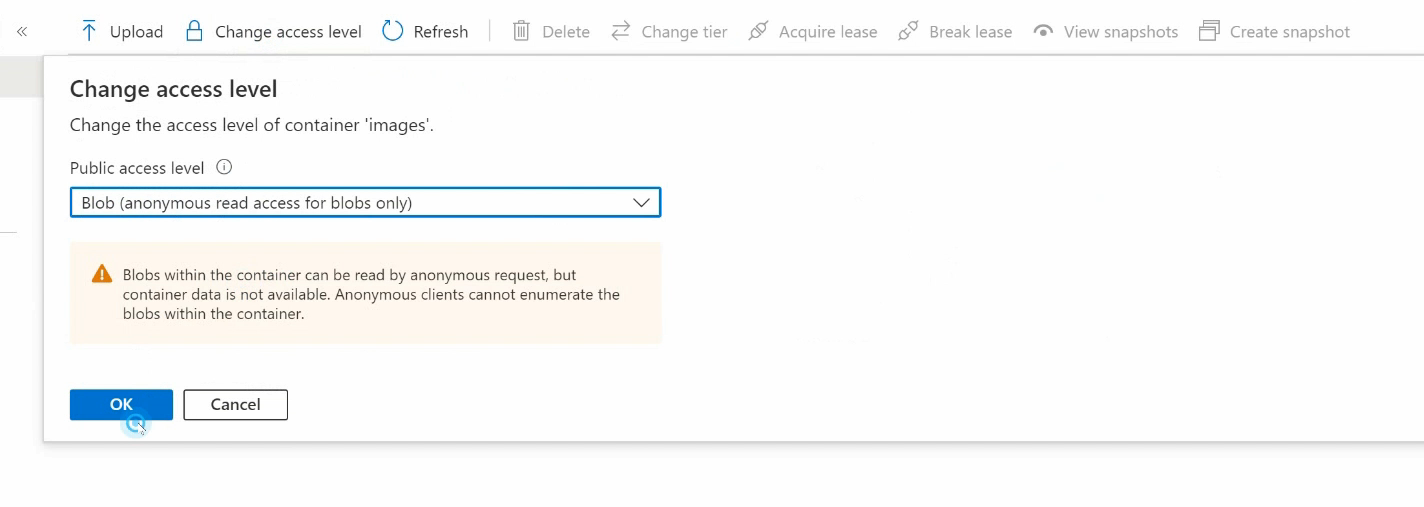 « Upload Change access level Refresh Delete Change tier Acquire lease Break lease View snapshots Create snapshot
Change access level
Change the access level of container 'images'.
Public access level
Blob (anonymous read access for blobs only)
Blobs within the container can be read by anonymous request, but
container data is not available. Anonymous clients cannot enumerate the
blobs within the container.
OK Cancel